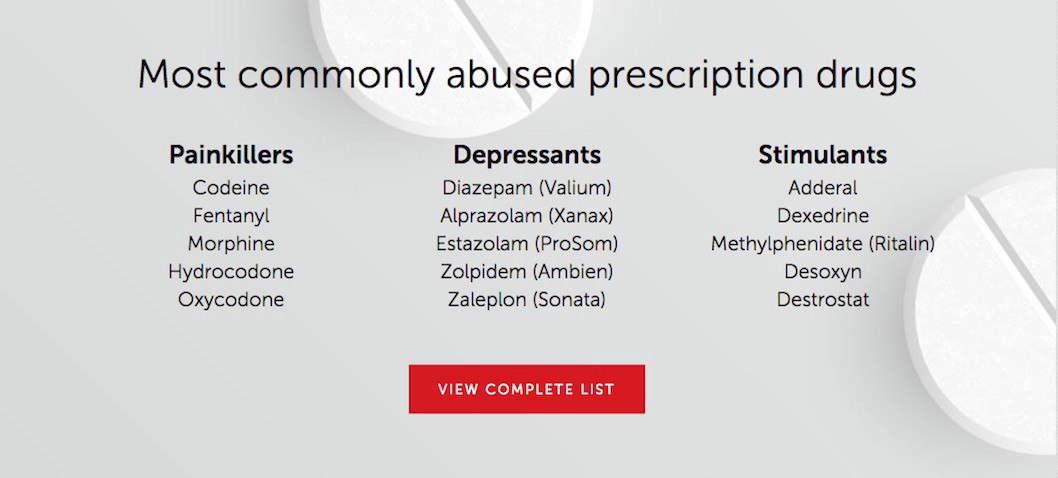 Most commonly abused prescription drugs
Painkillers
Codeine
Fentanyl
Morphine
Hydrocodone
Oxycodone
Depressants
Diazepam (Valium)
Alprazolam (Xanax)
Estazolam (ProSom)
Zolpidem (Ambien)
Zaleplon (Sonata)
Stimulants
Adderal
Dexedrine
Methylphenidate (Ritalin)
Desoxyn
Destrostat
VIEW COMPLETE LIST